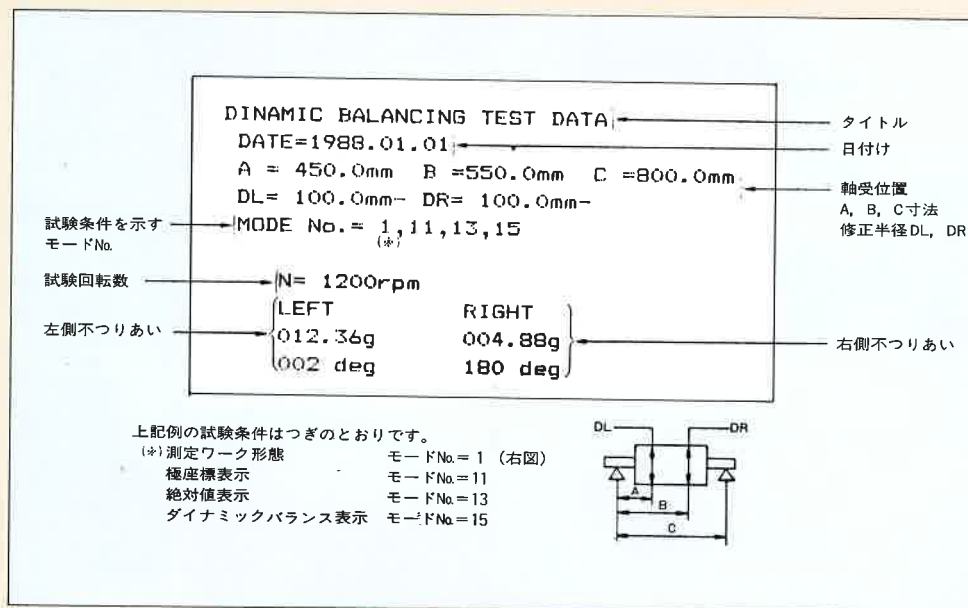 DINAMIC BALANCING TEST DATA
タイトル
DATE=1988.01.01
日付け
A = 450.0mm B =550.0mm C =800.0mm
DL= 100.0mm- DR= 100.0mm-
軸受位置
A, B, C寸法
修正半径DL, DR
試験条件を示す
モードNo.
MODE No.= 1,11,13,15
(※)
試験回転数
N= 1200rpm
LEFT RIGHT
左側不つりあい
012.36g 004.88g
右側不つりあい
002 deg 180 deg
上記例の試験条件はつぎのとおりです。
(※)測定ワーク形態 モードNo.= 1 (右図)
極座標表示 モードNo.=11
絶対値表示 モードNo.=13
ダイナミックバランス表示 モードNo.=15
DL DR
A
B
C